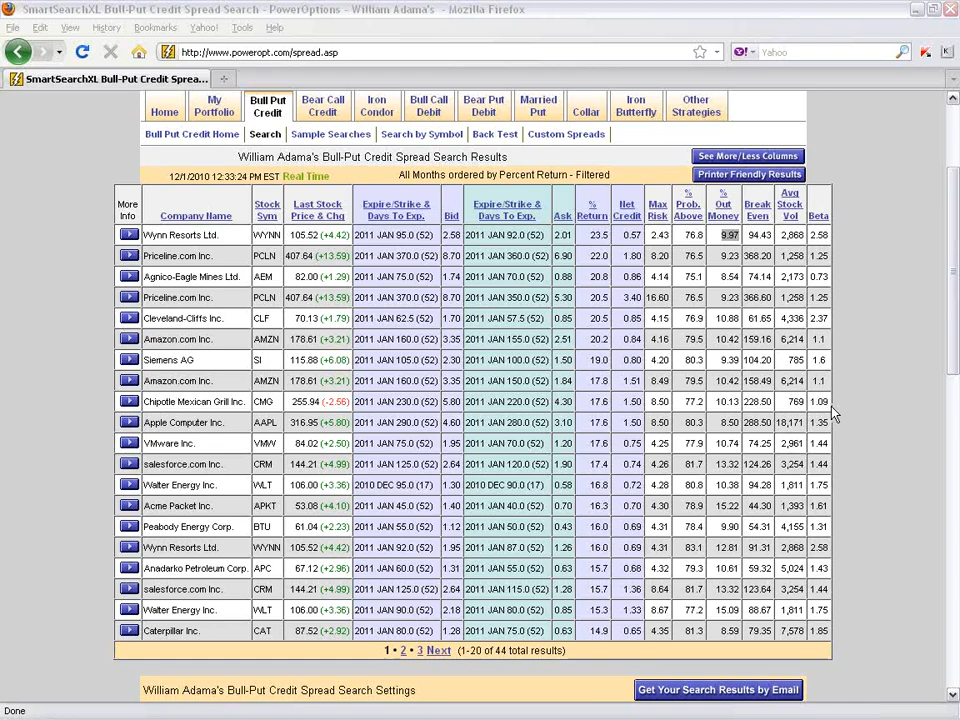 SmartSearchXL Bull-Put Credit Spread Search - PowerOptions - William Adama's - Mozilla Firefox
File Edit View History Bookmarks Yahoo! Tools Help
http://www.poweropt.com/spread.asp Y! Yahoo
SmartSearchXL Bull-Put Credit Sprea...
Home My Portfolio Bull Put Credit Bear Call Credit Iron Condor Bull Call Debit Bear Put Debit Married Put Collar Iron Butterfly Other Strategies
Bull Put Credit Home Search Sample Searches Search by Symbol Back Test Custom Spreads
William Adama's Bull-Put Credit Spread Search Results See More/Less Columns
12/1/2010 12:33:24 PM EST Real Time All Months ordered by Percent Return - Filtered Printer Friendly Results
More Info Company Name Stock Sym Last Stock Price & Chg Expire/Strike & Days To Exp. Bid Expire/Strike & Days To Exp. Ask % Return Net Credit Max Risk % Prob. Above % Out Money Break Even Avg Stock Vol Beta
Wynn Resorts Ltd. WYNN 105.52 (+4.42) 2011 JAN 95.0 (52) 2.58 2011 JAN 92.0 (52) 2.01 23.5 0.57 2.43 76.8 9.97 94.43 2,868 2.58
Priceline.com Inc. PCLN 407.64 (+13.59) 2011 JAN 370.0 (52) 8.70 2011 JAN 360.0 (52) 6.90 22.0 1.80 8.20 76.5 9.23 368.20 1,258 1.25
Agnico-Eagle Mines Ltd. AEM 82.00 (+1.29) 2011 JAN 75.0 (52) 1.74 2011 JAN 70.0 (52) 0.88 20.8 0.86 4.14 75.1 8.54 74.14 2,173 0.73
Priceline.com Inc. PCLN 407.64 (+13.59) 2011 JAN 370.0 (52) 8.70 2011 JAN 350.0 (52) 5.30 20.5 3.40 16.60 76.5 9.23 366.60 1,258 1.25
Cleveland-Cliffs Inc. CLF 70.13 (+1.79) 2011 JAN 62.5 (52) 1.70 2011 JAN 57.5 (52) 0.85 20.5 0.85 4.15 76.9 10.88 61.65 4,336 2.37
Amazon.com Inc. AMZN 178.61 (+3.21) 2011 JAN 160.0 (52) 3.35 2011 JAN 155.0 (52) 2.51 20.2 0.84 4.16 79.5 10.42 159.16 6,214 1.1
Siemens AG SI 115.88 (+6.08) 2011 JAN 105.0 (52) 2.30 2011 JAN 100.0 (52) 1.50 19.0 0.80 4.20 80.3 9.39 104.20 785 1.6
Amazon.com Inc. AMZN 178.61 (+3.21) 2011 JAN 160.0 (52) 3.35 2011 JAN 150.0 (52) 1.84 17.8 1.51 8.49 79.5 10.42 158.49 6,214 1.1
Chipotle Mexican Grill Inc. CMG 255.94 (-2.56) 2011 JAN 230.0 (52) 5.80 2011 JAN 220.0 (52) 4.30 17.6 1.50 8.50 77.2 10.13 228.50 769 1.09
Apple Computer Inc. AAPL 316.95 (+5.80) 2011 JAN 290.0 (52) 4.60 2011 JAN 280.0 (52) 3.10 17.6 1.50 8.50 80.3 8.50 288.50 18,171 1.35
VMware Inc. VMW 84.02 (+2.50) 2011 JAN 75.0 (52) 1.95 2011 JAN 70.0 (52) 1.20 17.6 0.75 4.25 77.9 10.74 74.25 2,961 1.44
salesforce.com Inc. CRM 144.21 (+4.99) 2011 JAN 125.0 (52) 2.64 2011 JAN 120.0 (52) 1.90 17.4 0.74 4.26 81.7 13.32 124.26 3,254 1.44
Walter Energy Inc. WLT 106.00 (+3.36) 2010 DEC 95.0 (17) 1.30 2010 DEC 90.0 (17) 0.58 16.8 0.72 4.28 80.8 10.38 94.28 1,811 1.75
Acme Packet Inc. APKT 53.08 (+4.10) 2011 JAN 45.0 (52) 1.40 2011 JAN 40.0 (52) 0.70 16.3 0.70 4.30 78.9 15.22 44.30 1,393 1.61
Peabody Energy Corp. BTU 61.04 (+2.23) 2011 JAN 55.0 (52) 1.12 2011 JAN 50.0 (52) 0.43 16.0 0.69 4.31 78.4 9.90 54.31 4,155 1.31
Wynn Resorts Ltd. WYNN 105.52 (+4.42) 2011 JAN 92.0 (52) 1.95 2011 JAN 87.0 (52) 1.26 16.0 0.69 4.31 83.1 12.81 91.31 2,868 2.58
Anadarko Petroleum Corp. APC 67.12 (+2.96) 2011 JAN 60.0 (52) 1.31 2011 JAN 55.0 (52) 0.63 15.7 0.68 4.32 77.3 10.61 59.32 5,024 1.43
salesforce.com Inc. CRM 144.21 (+4.99) 2011 JAN 125.0 (52) 2.64 2011 JAN 115.0 (52) 1.28 15.7 1.36 8.64 81.7 13.32 123.64 3,254 1.44
Walter Energy Inc. WLT 106.00 (+3.36) 2011 JAN 90.0 (52) 2.18 2011 JAN 80.0 (52) 0.85 15.3 1.33 8.67 77.2 15.09 88.67 1,811 1.75
Caterpillar Inc. CAT 87.52 (+2.92) 2011 JAN 80.0 (52) 1.28 2011 JAN 75.0 (52) 0.63 14.9 0.65 4.35 81.3 8.59 79.35 7,578 1.85
1 • 2 • 3 Next (1-20 of 44 total results)
William Adama's Bull-Put Credit Spread Search Settings Get Your Search Results by Email
Done